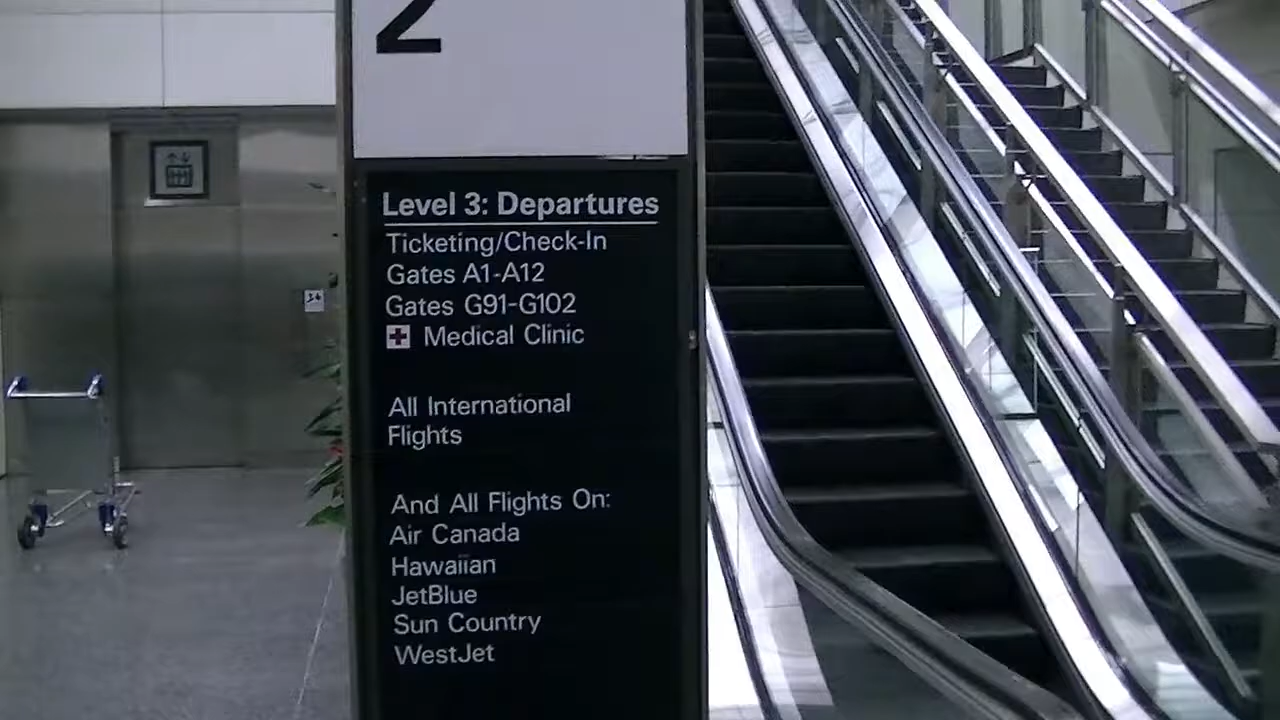 2
Level 3: Departures
Ticketing/Check-In
Gates A1-A12
Gates G91-G102
Medical Clinic
All International
Flights
And All Flights On:
Air Canada
Hawaiian
JetBlue
Sun Country
WestJet